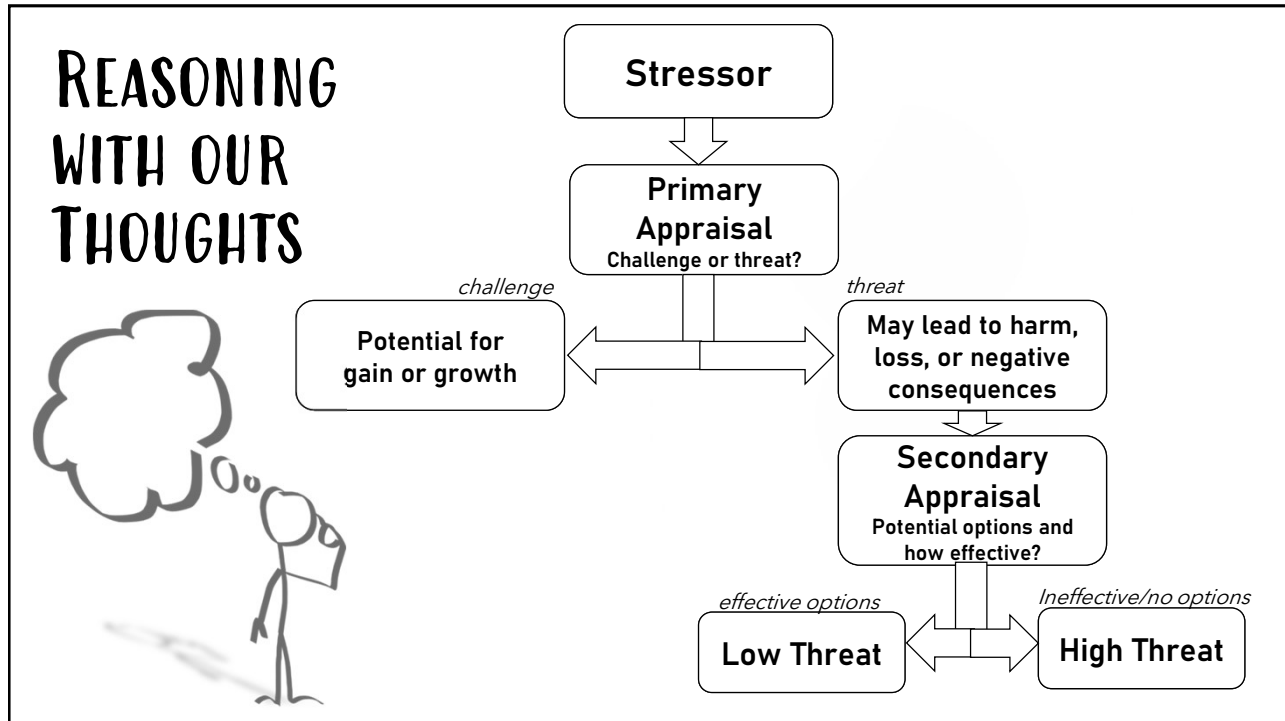 REASONING
WITH OUR
THOUGHTS
Stressor
Primary
Appraisal
Challenge or threat?
challenge
Potential for
gain or growth
threat
May lead to harm,
loss, or negative
consequences
Secondary
Appraisal
Potential options and
how effective?
effective options
Low Threat
Ineffective/no options
High Threat